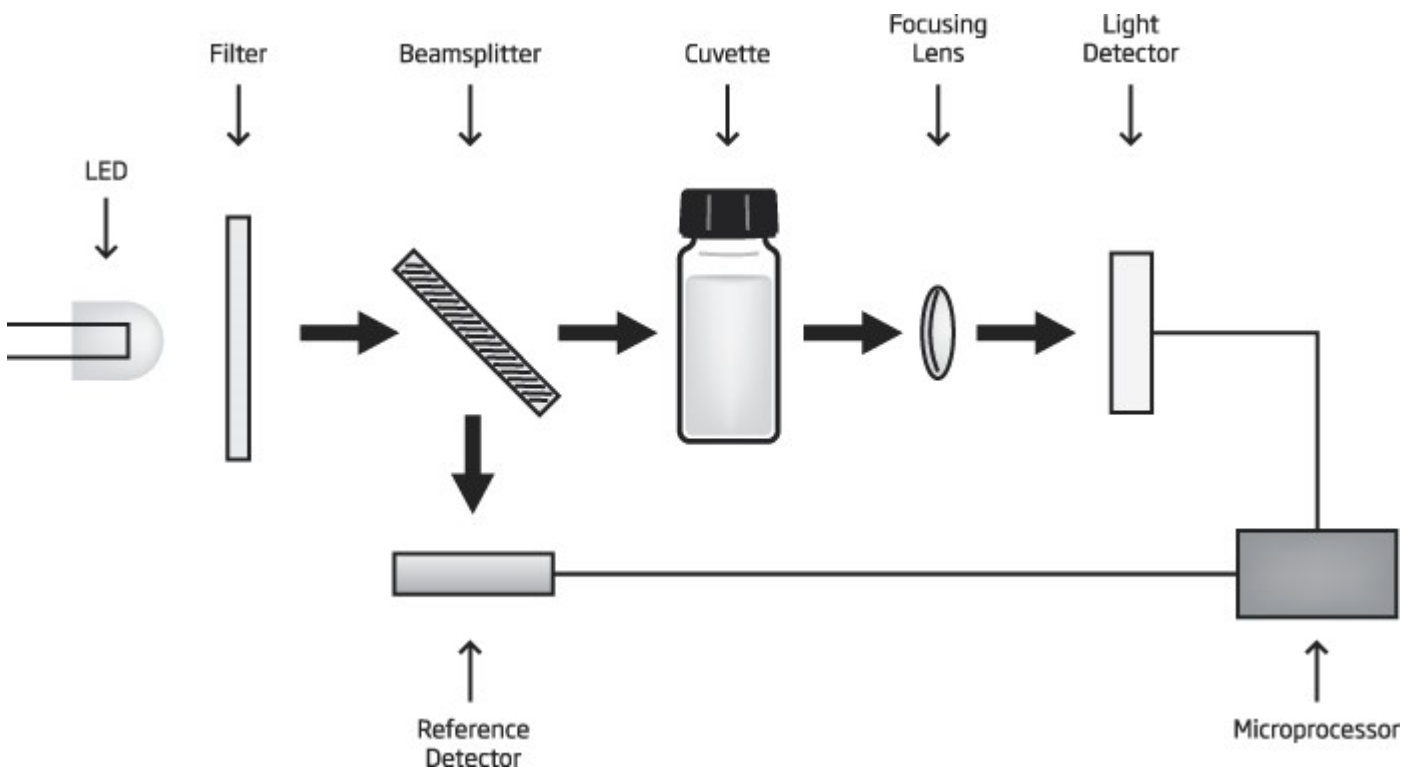 Filter
Beamsplitter
Cuvette
Focusing
Lens
Light
Detector
LED
Reference
Detector
Microprocessor